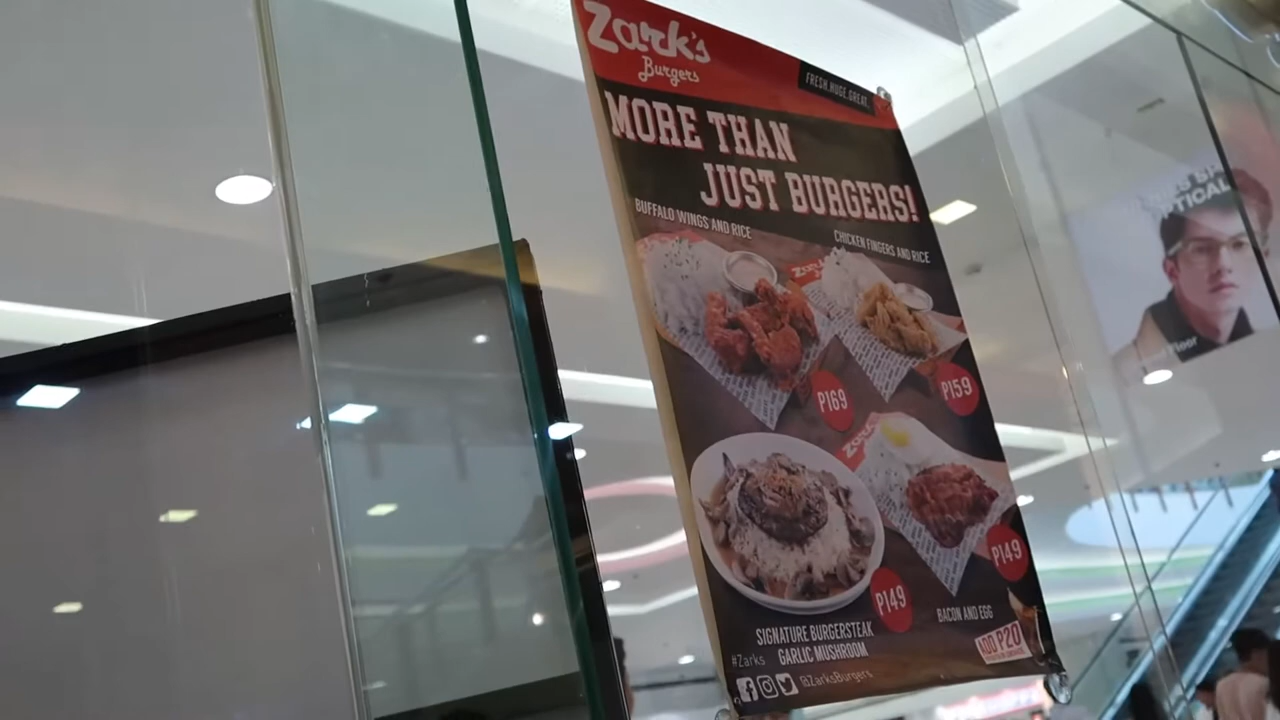 Zark's
Burgers
FRESH.HUGE.GREAT.
MORE THAN
JUST BURGERS!
BUFFALO WINGS AND RICE
CHICKEN FINGERS AND RICE
P169
P159
P149
P149
SIGNATURE BURGERSTEAK
GARLIC MUSHROOM
BACON AND EGG
ADD P20
#Zarks
@ZarksBurgers